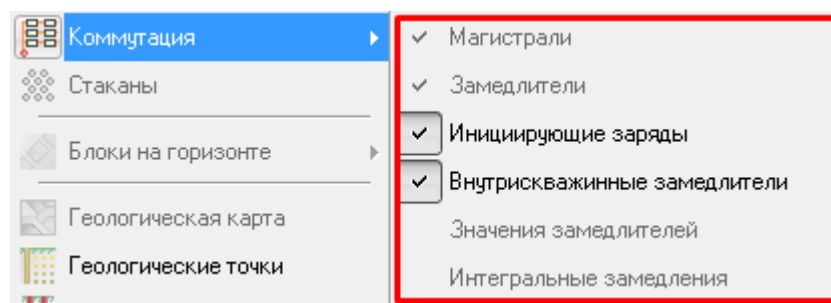 Коммутация
Стаканы
Блоки на горизонте
Геологическая карта
Геологические точки
Магистрали
Замедлители
Инициирующие заряды
Внутрискважинные замедлители
Значения замедлителей
Интегральные замедления